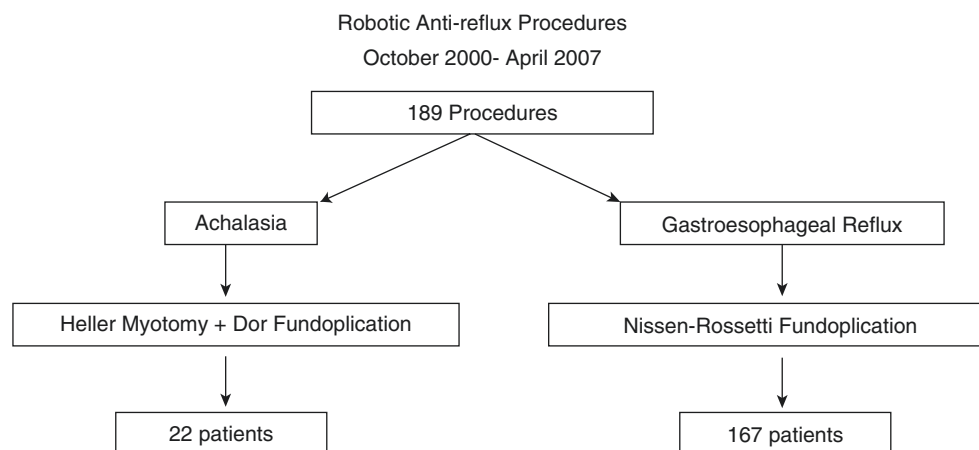 Robotic Anti-reflux Procedures
October 2000- April 2007
189 Procedures
Achalasia
Gastroesophageal Reflux
Heller Myotomy + Dor Fundoplication
Nissen-Rossetti Fundoplication
22 patients
167 patients